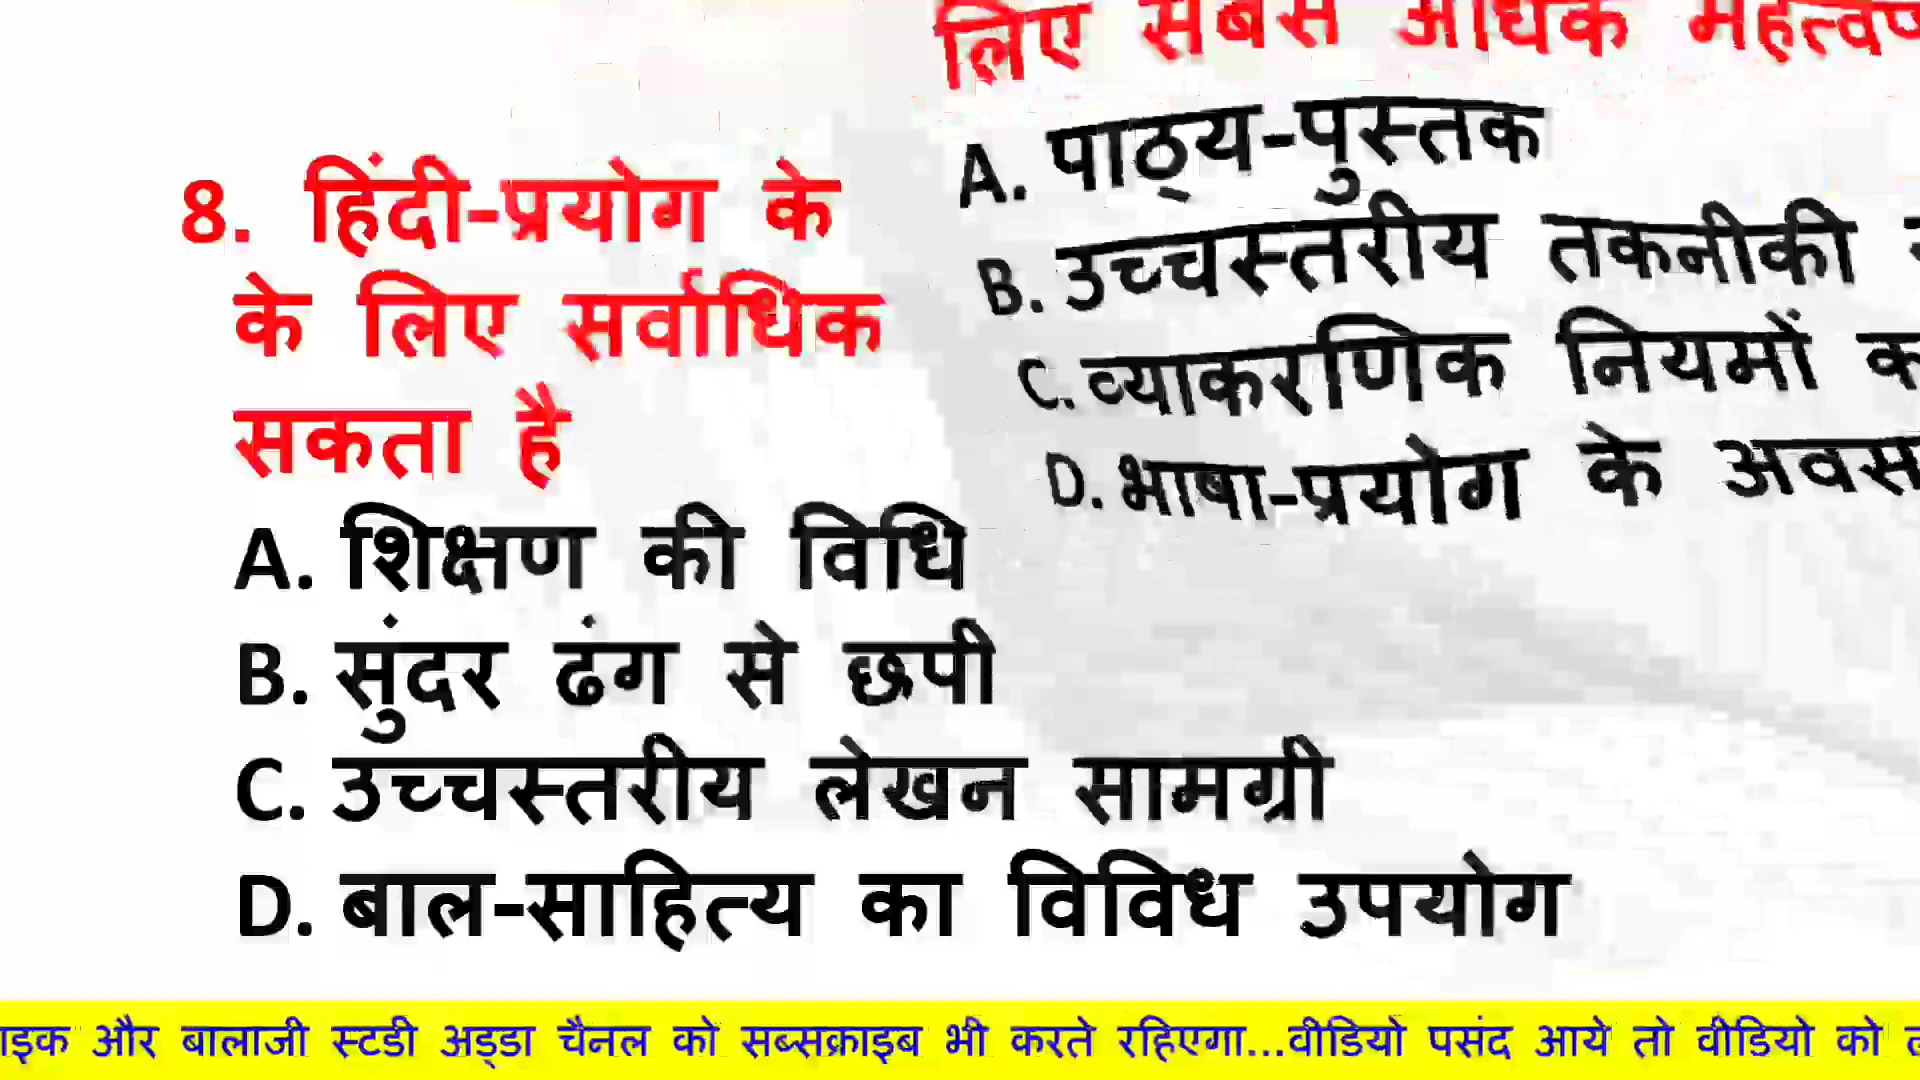 8. हिंदी-प्रयोग के
के लिए सर्वाधिक
सकता है
A. शिक्षण की विधि
B. सुंदर ढंग से छपी
C. उच्चस्तरीय लेखन सामग्री
D. बाल-साहित्य का विविध उपयोग
लिए सबसे अधिक
A. पाठ्य-पुस्तक
B. उच्चस्तरीय तकनीकी
C. व्याकरणिक नियमों
D. भाषा-प्रयोग के
और बालाजी स्टडी अड्डा चैनल को सब्सक्राइब भी करते रहिएगा...वीडियो पसंद आये तो वीडियो को